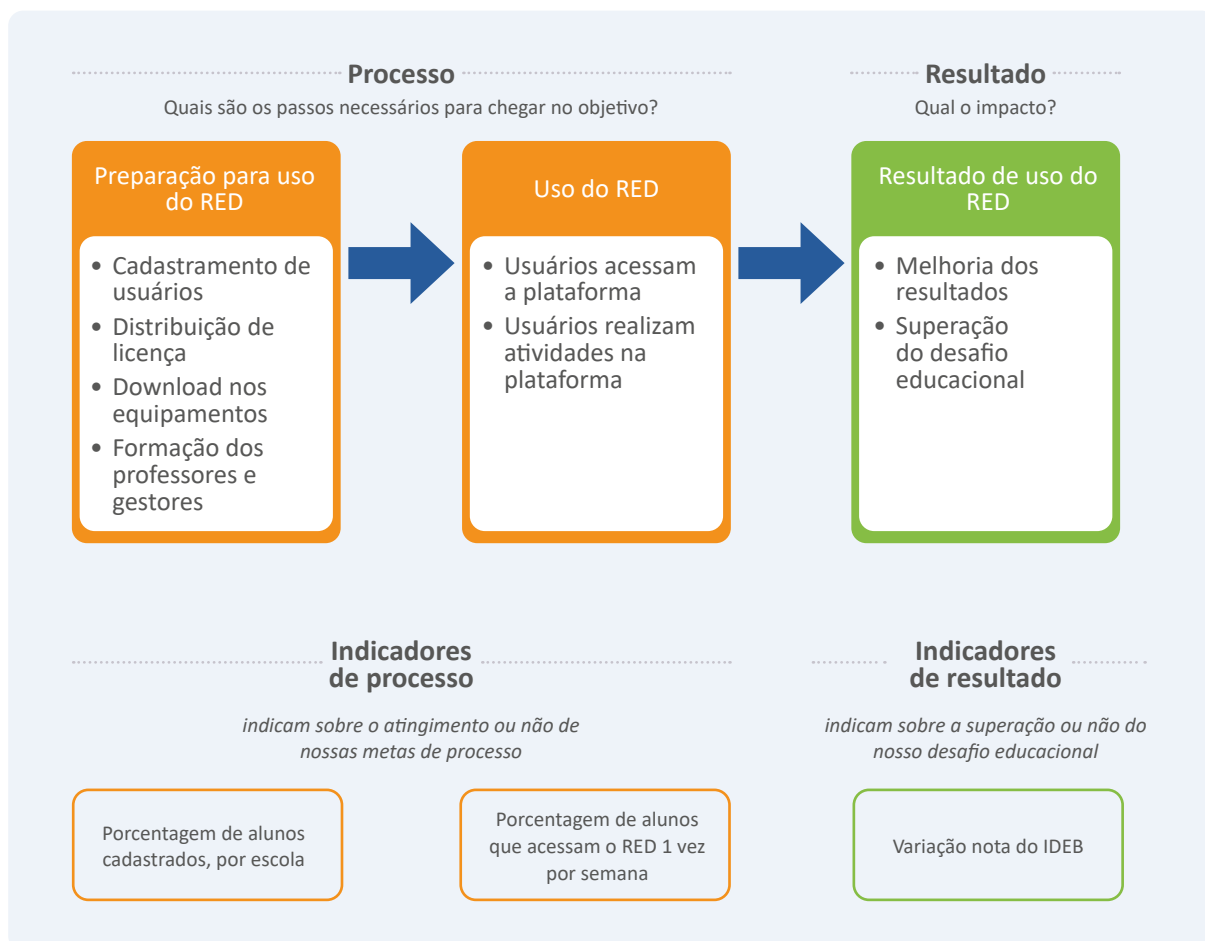 Processo
Quais são os passos necessários para chegar no objetivo?
Resultado
Qual o impacto?
Preparação para uso
do RED
• Cadastramento de
usuários
• Distribuição de
licença
• Download nos
equipamentos
• Formação dos
professores e
gestores
Uso do RED
• Usuários acessam
a plataforma
• Usuários realizam
atividades na
plataforma
Resultado de uso do
RED
• Melhoria dos
resultados
• Superação
do desafio
educacional
Indicadores
de processo
indicam sobre o atingimento ou não de
nossas metas de processo
Indicadores
de resultado
indicam sobre a superação ou não do
nosso desafio educacional
Porcentagem de alunos
cadastrados, por escola
Porcentagem de alunos
que acessam o RED 1 vez
por semana
Variação nota do IDEB